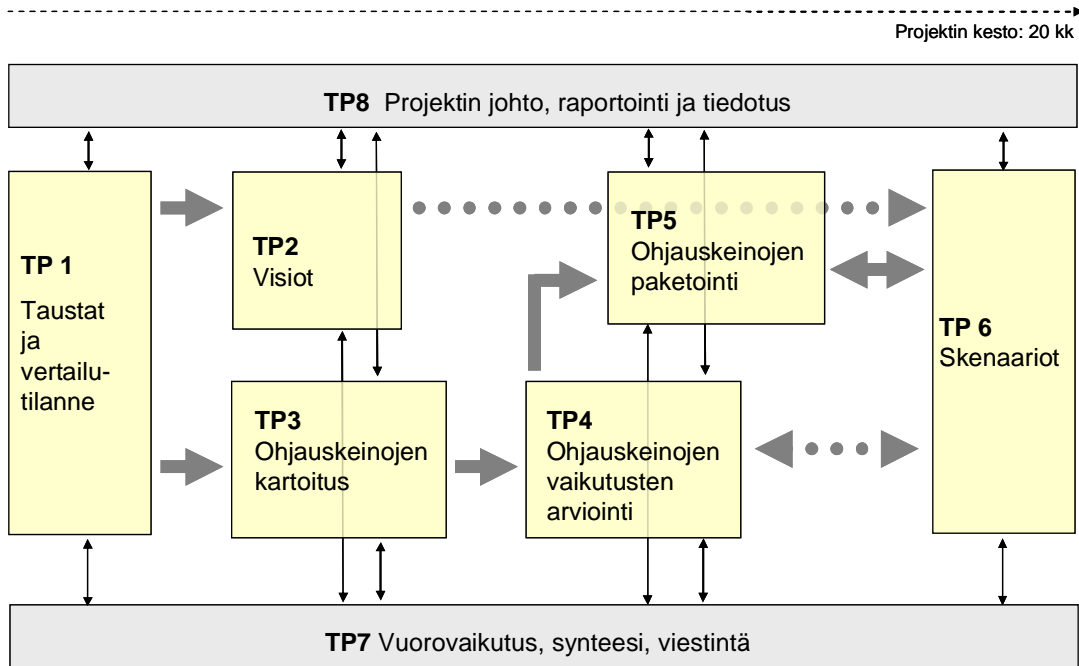 Projektin kesto: 20 kk
TP8 Projektin johto, raportointi ja tiedotus
TP 1
Taustat
ja
vertailu-
tilanne
TP2
Visiot
TP3
Ohjauskeinojen
kartoitus
TP5
Ohjauskeinojen
paketointi
TP4
Ohjauskeinojen
vaikutusten
arviointi
TP 6
Skenaariot
TP7 Vuorovaikutus, synteesi, viestintä